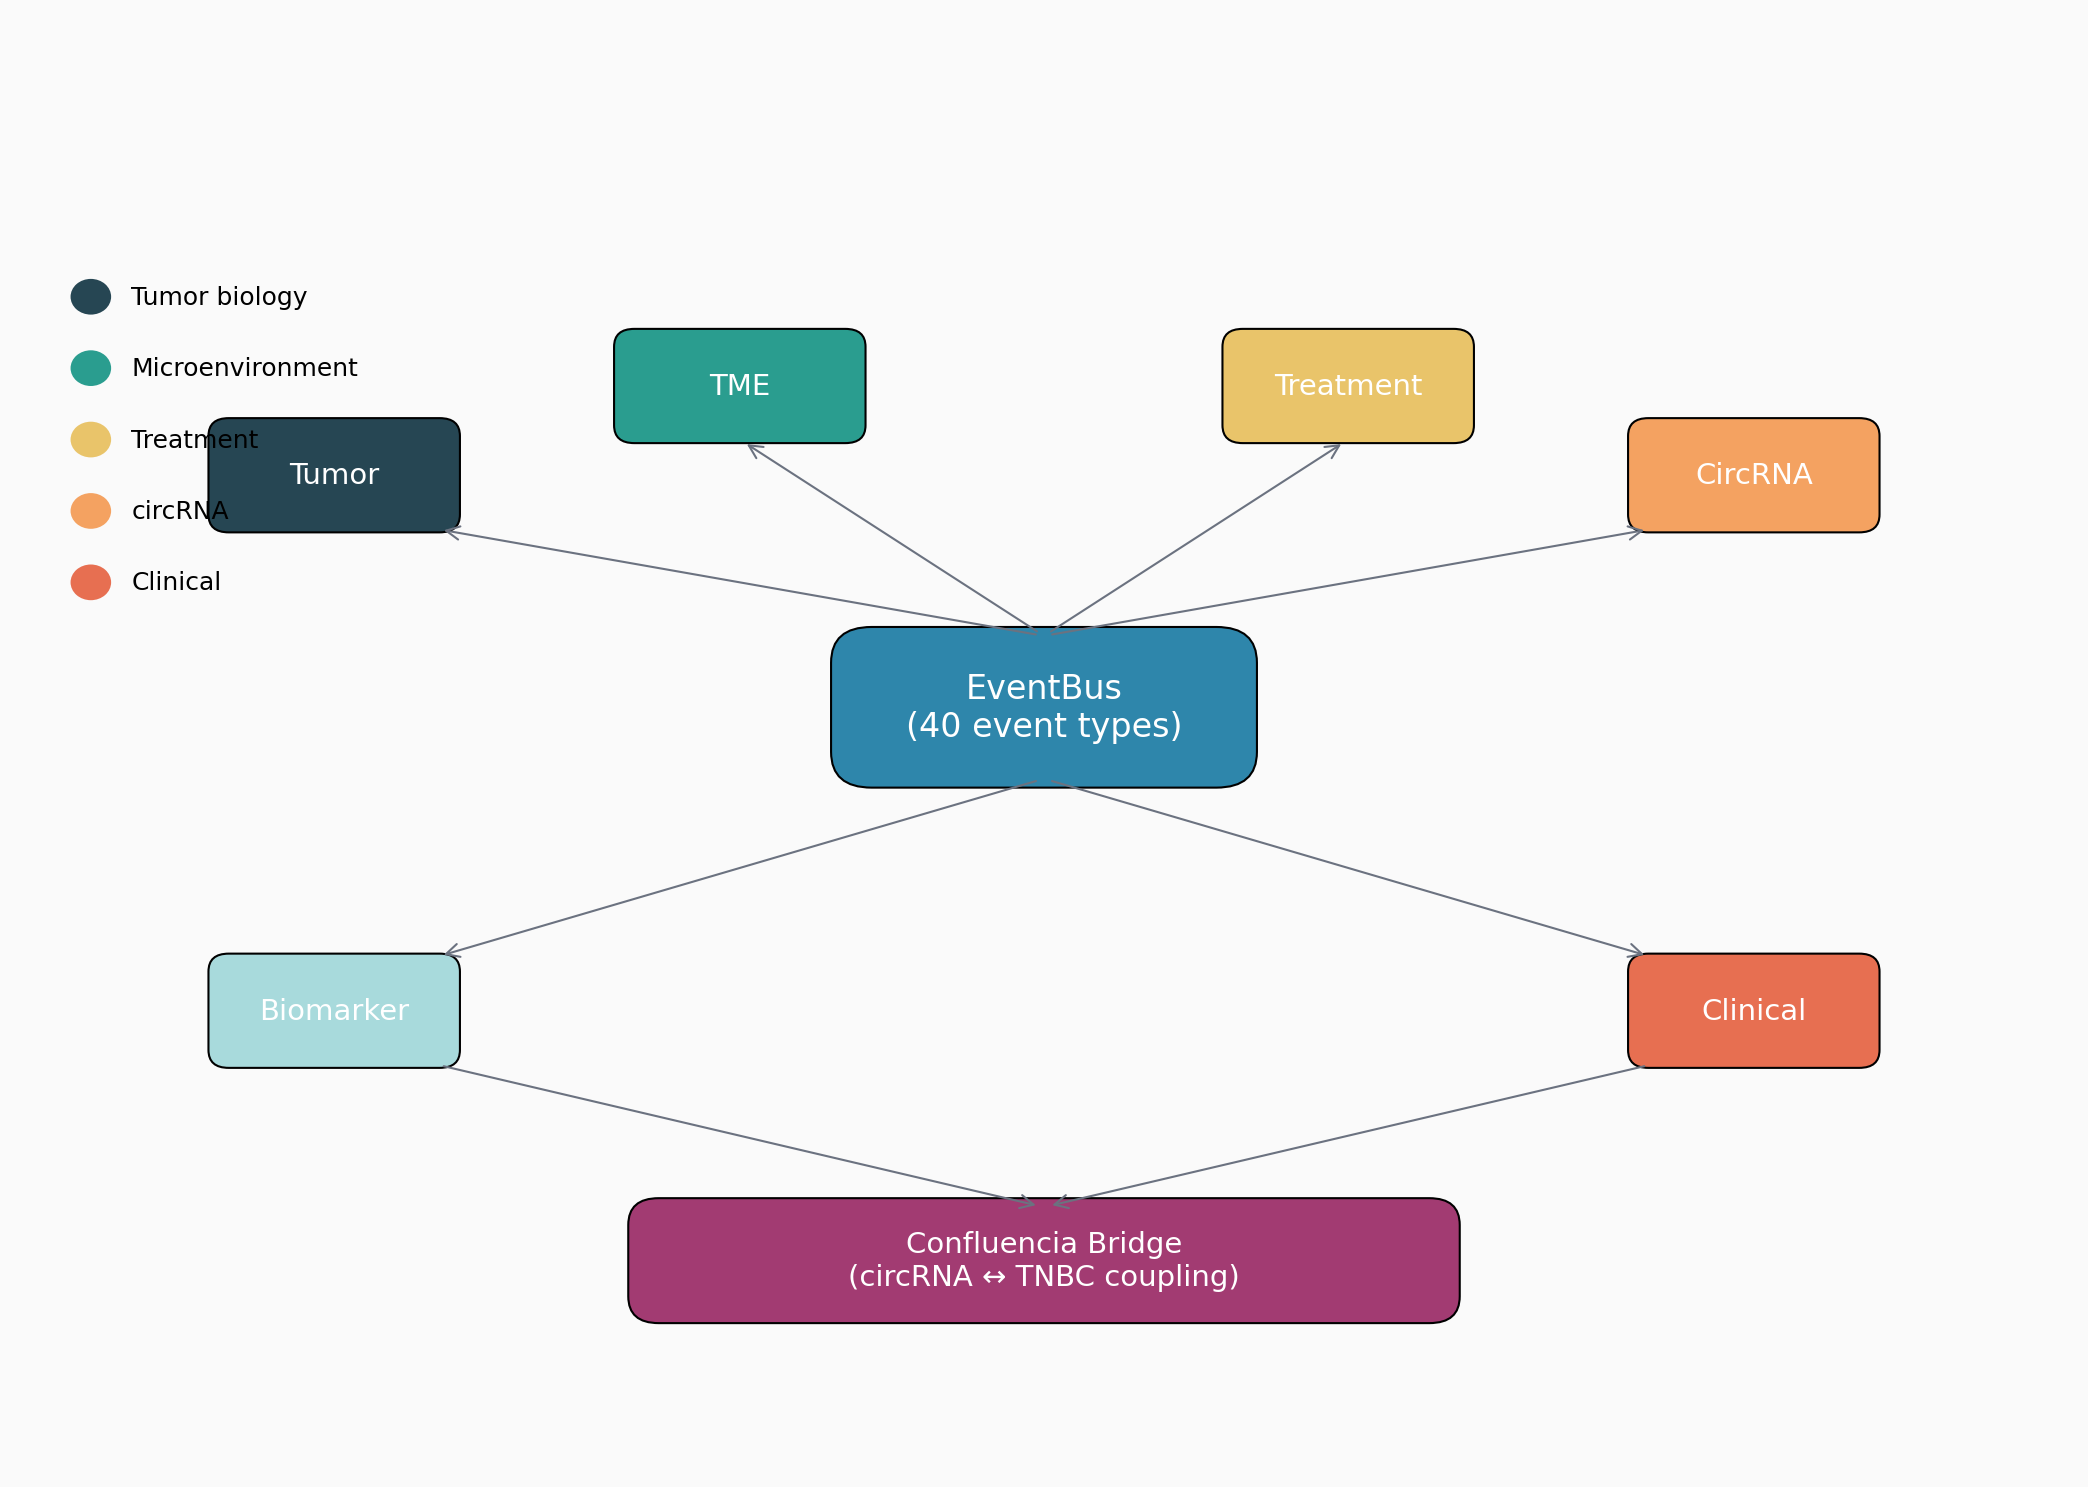 Tumor biology
Microenvironment
Treatment
circRNA
Clinical
TME
Treatment
Tumor
CircRNA
EventBus
(40 event types)
Biomarker
Clinical
Confluencia Bridge
(circRNA ↔ TNBC coupling)